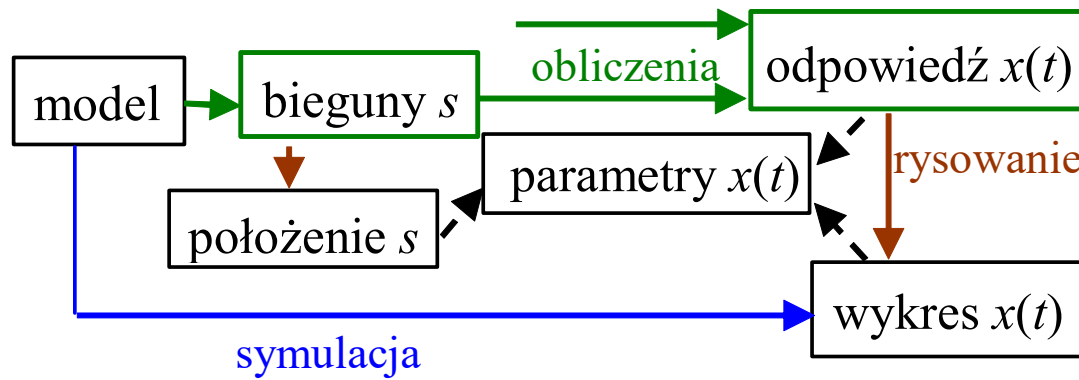 obliczenia
odpowiedź x(t)
model
bieguny s
parametry x(t)
rysowanie
położenie s
wykres x(t)
symulacja